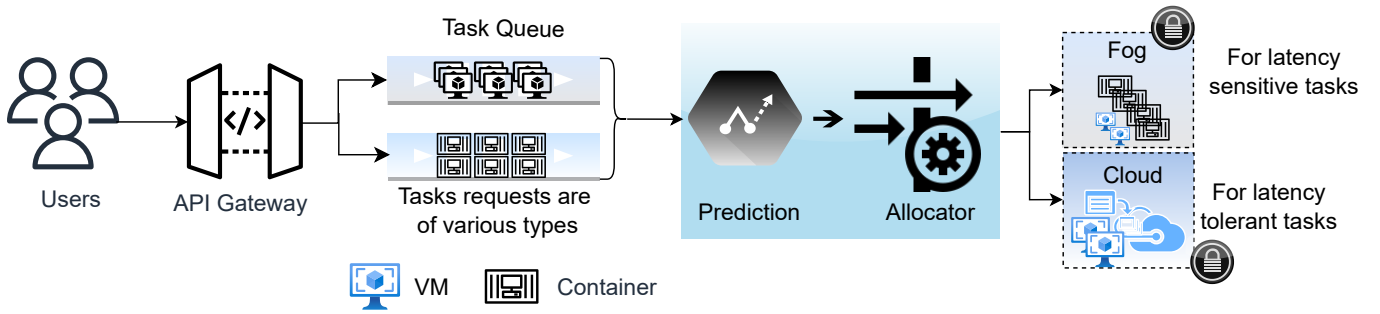 Users
API Gateway
</>
Task Queue
Tasks requests are
of various types
VM
Container
Prediction
Allocator
Fog
For latency
sensitive tasks
Cloud
For latency
tolerant tasks